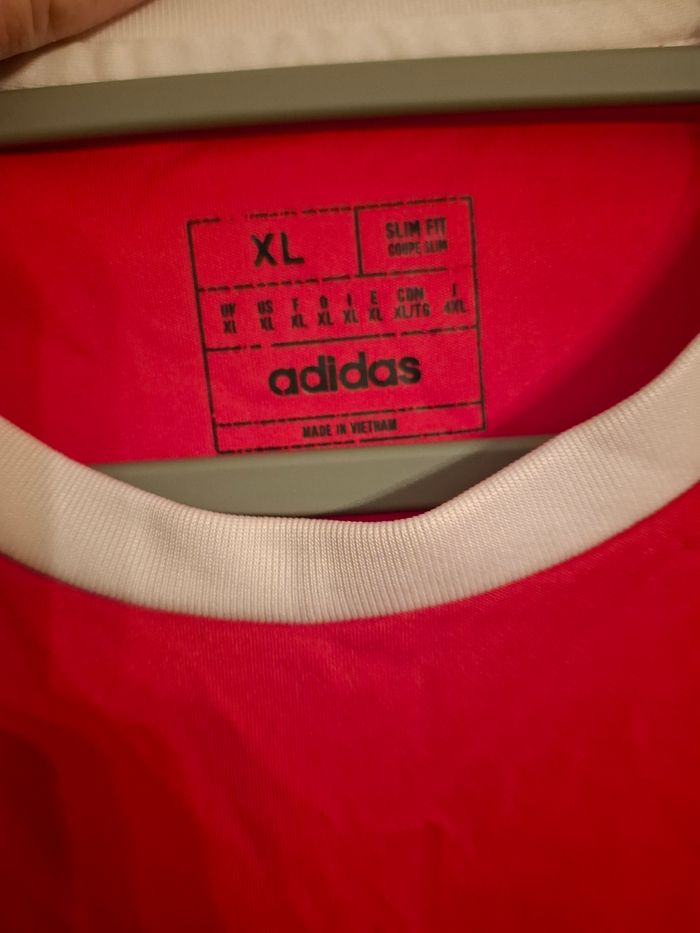 XL
SLIM FIT
COUPE SLIM
UK US F D I E CDN J
XL XL XL XL XL XL XL/TG 4XL
adidas
MADE IN VIETNAM